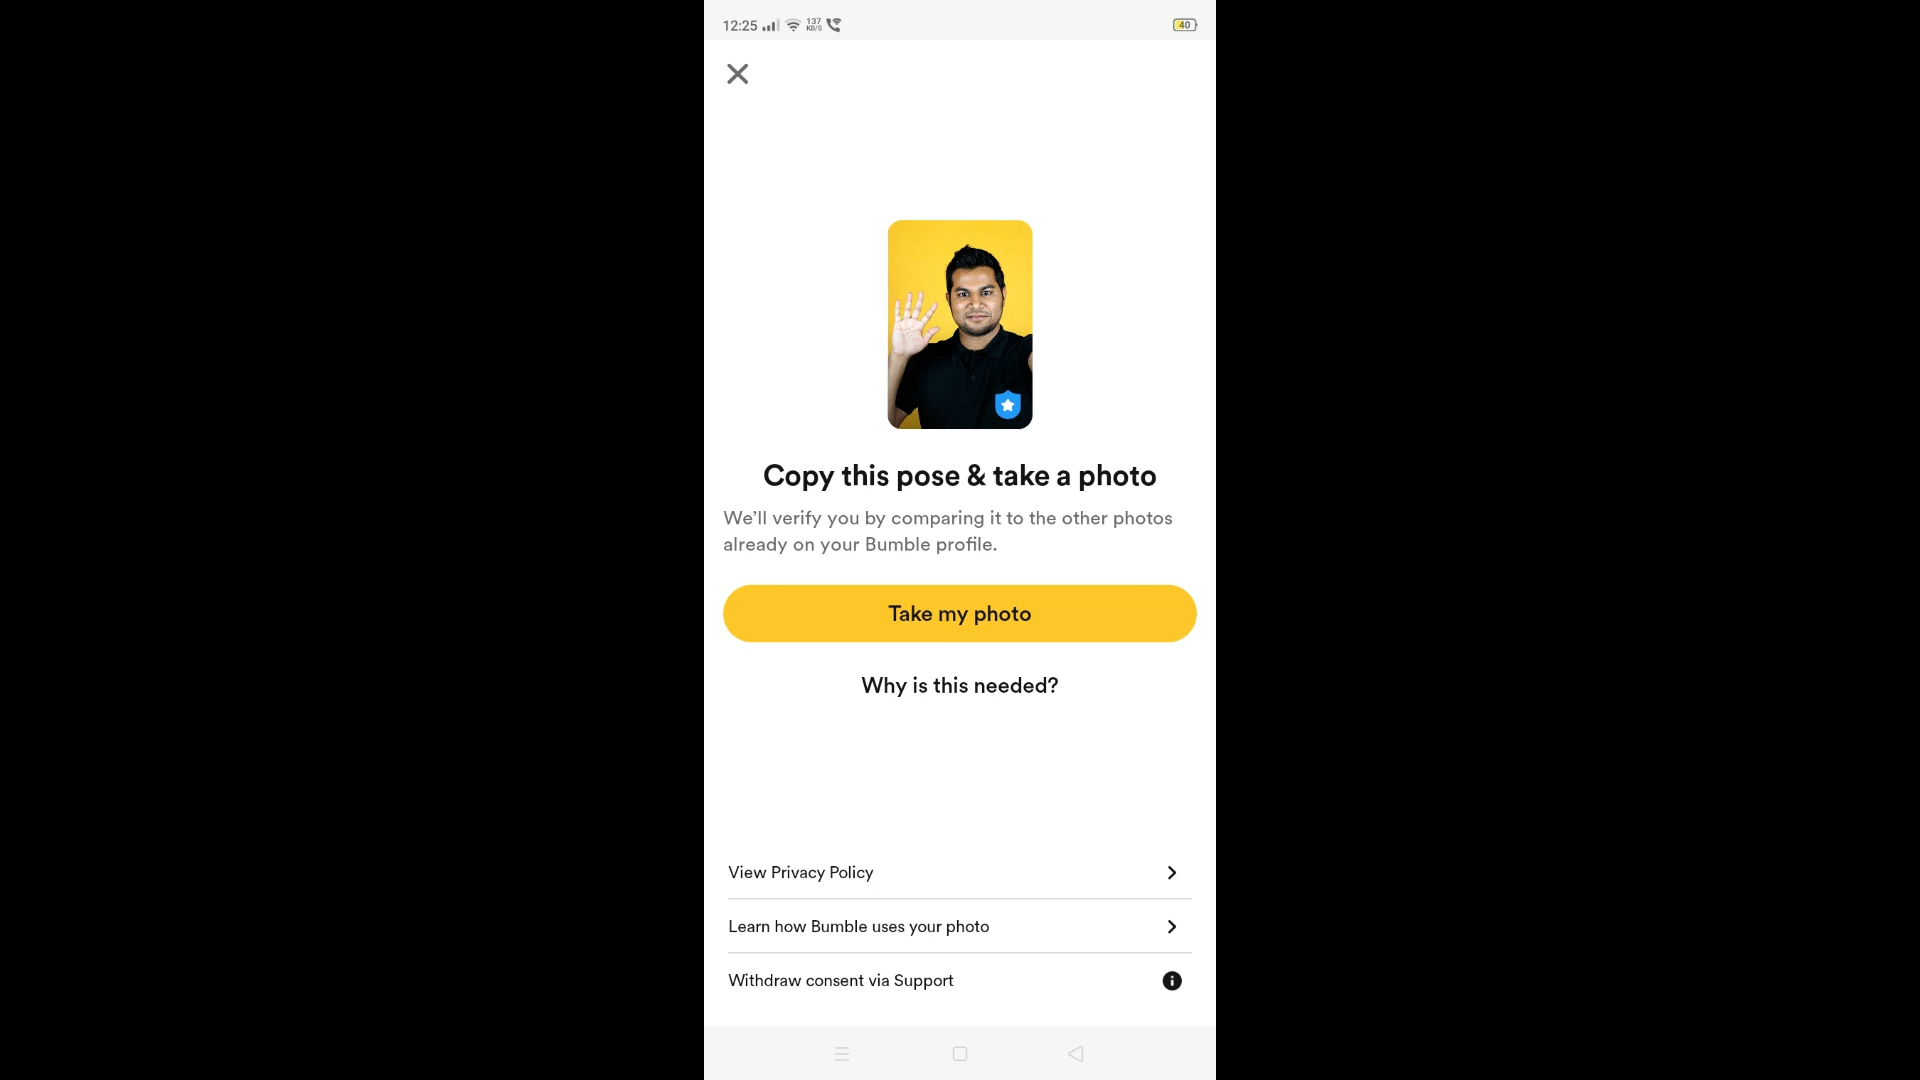 12:25
137
KB/S
40
Copy this pose & take a photo
We’ll verify you by comparing it to the other photos
already on your Bumble profile.
Take my photo
Why is this needed?
View Privacy Policy
Learn how Bumble uses your photo
Withdraw consent via Support